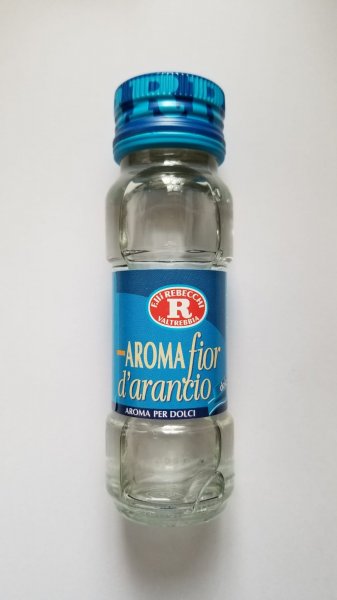 F.lli REBECCHI
R
VALTREBBIA
AROMA fior
d'arancio
AROMA PER DOLCI